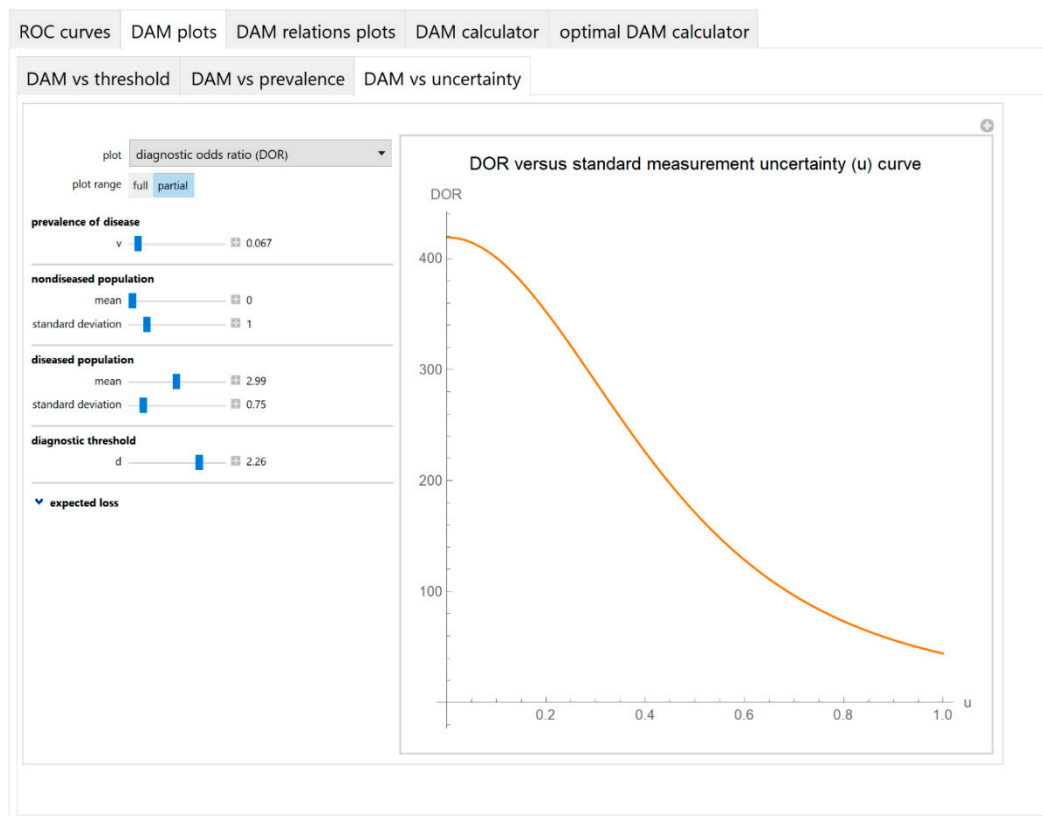 ROC curves DAM plots DAM relations plots DAM calculator optimal DAM calculator
DAM vs threshold DAM vs prevalence DAM vs uncertainty
plot diagnostic odds ratio (DOR)
plot range full partial
prevalence of disease
v 0.067
nondiseased population
mean 0
standard deviation 1
diseased population
mean 2.99
standard deviation 0.75
diagnostic threshold
d 2.26
expected loss
DOR versus standard measurement uncertainty (u) curve
DOR
400
300
200
100
0.2 0.4 0.6 0.8 1.0 u